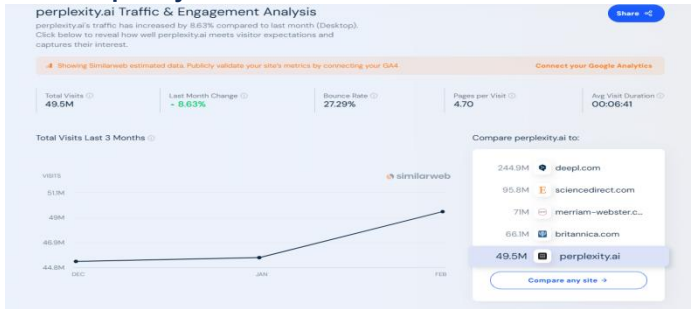 perplexity.ai Traffic & Engagement Analysis
perplexity.ai's traffic has increased by 8.63% compared to last month (Desktop).
Click below to reveal how well perplexity.ai meets visitor expectations and
captures their interest.
Share
Showing Similarweb estimated data. Publicly validate your site's metrics by connecting your GA4
Connect your Google Analytics
Total Visits
49.5M
Last Month Change
8.63%
Bounce Rate
27.29%
Pages per Visit
4.70
Avg Visit Duration
00:06:41
Total Visits Last 3 Months
VISITS
similarweb
51.1M
49M
46.9M
44.8M
DEC
JAN
FEB
Compare perplexity.ai to:
244.9M deepl.com
95.8M E sciencedirect.com
71M merriam-webster.c...
66.1M britannica.com
49.5M perplexity.ai
Compare any site →